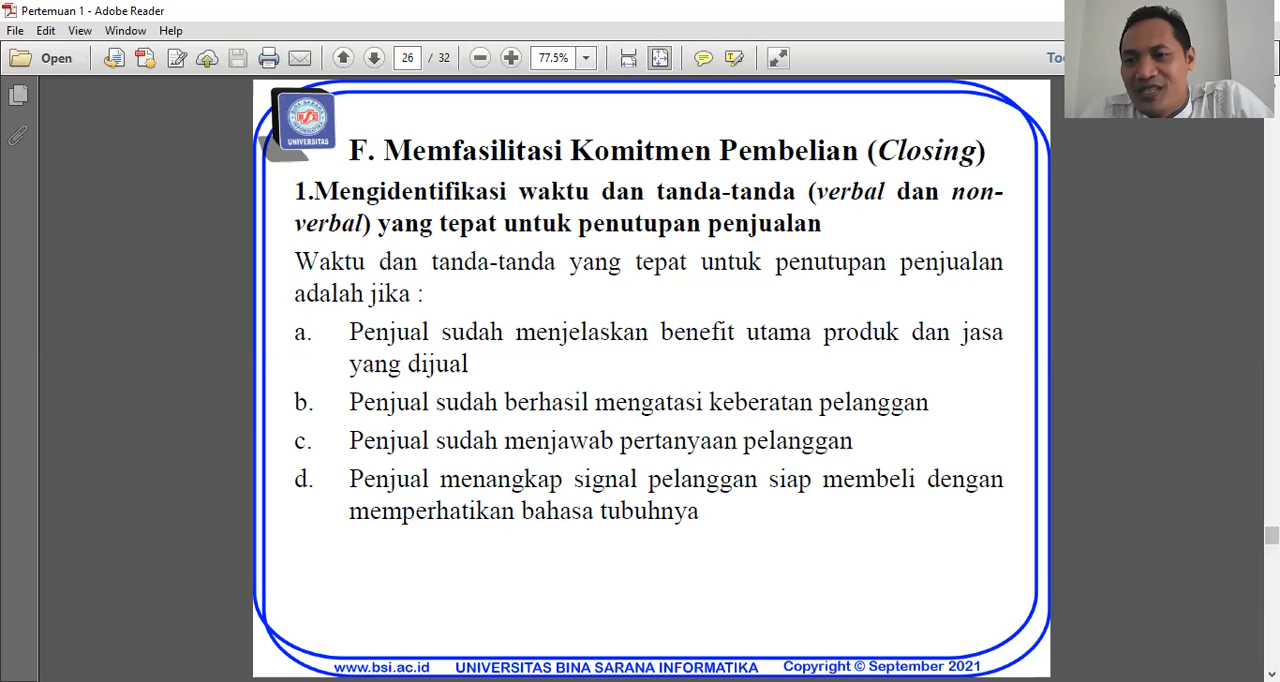 Pertemuan 1 - Adobe Reader
File Edit View Window Help
Open 26 / 32 77.5%
BINA SARANA
UNIVERSITAS
F. Memfasilitasi Komitmen Pembelian (Closing)
1.Mengidentifikasi waktu dan tanda-tanda (verbal dan non-
verbal) yang tepat untuk penutupan penjualan
Waktu dan tanda-tanda yang tepat untuk penutupan penjualan
adalah jika :
a. Penjual sudah menjelaskan benefit utama produk dan jasa
yang dijual
b. Penjual sudah berhasil mengatasi keberatan pelanggan
c. Penjual sudah menjawab pertanyaan pelanggan
d. Penjual menangkap signal pelanggan siap membeli dengan
memperhatikan bahasa tubuhnya
www.bsi.ac.id UNIVERSITAS BINA SARANA INFORMATIKA Copyright © September 2021